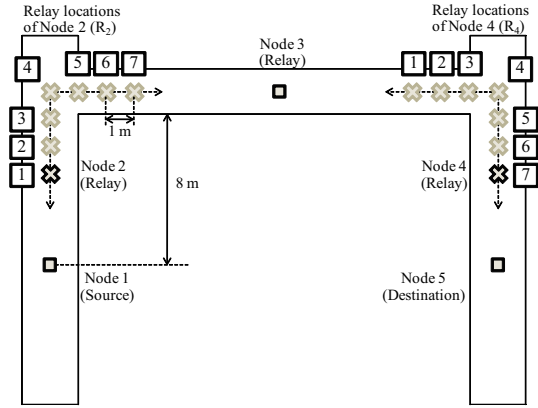 Relay locations
of Node 2 (R₂)
Relay locations
of Node 4 (R₄)
Node 3
(Relay)
4 5 6 7
1 2 3 4
3
2
1
5
6
7
1 m
Node 2
(Relay)
8 m
Node 4
(Relay)
Node 1
(Source)
Node 5
(Destination)